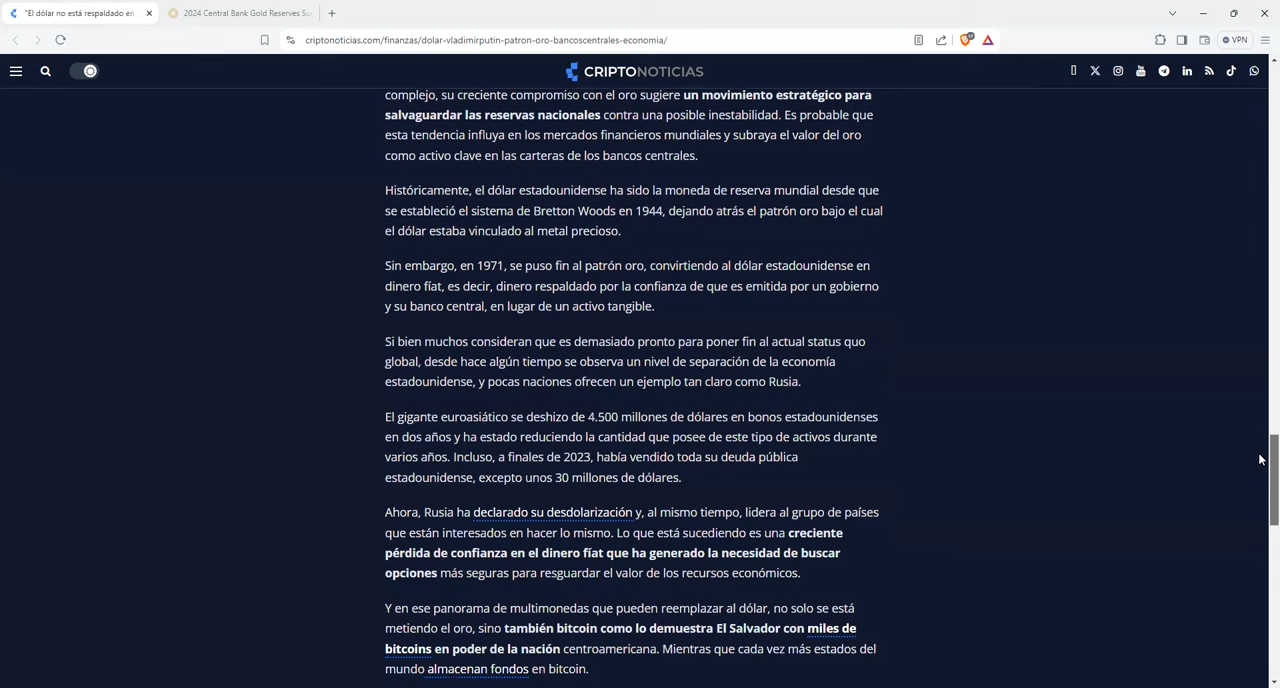 "El dólar no está respaldado en
2024 Central Bank Gold Reserves Su
criptonoticias.com/finanzas/dolar-vladimirputin-patron-oro-bancoscentrales-economia/
VPN
CRIPTONOTICIAS
complejo, su creciente compromiso con el oro sugiere un movimiento estratégico para
salvaguardar las reservas nacionales contra una posible inestabilidad. Es probable que
esta tendencia influya en los mercados financieros mundiales y subraya el valor del oro
como activo clave en las carteras de los bancos centrales.
Históricamente, el dólar estadounidense ha sido la moneda de reserva mundial desde que
se estableció el sistema de Bretton Woods en 1944, dejando atrás el patrón oro bajo el cual
el dólar estaba vinculado al metal precioso.
Sin embargo, en 1971, se puso fin al patrón oro, convirtiendo al dólar estadounidense en
dinero fíat, es decir, dinero respaldado por la confianza de que es emitida por un gobierno
y su banco central, en lugar de un activo tangible.
Si bien muchos consideran que es demasiado pronto para poner fin al actual status quo
global, desde hace algún tiempo se observa un nivel de separación de la economía
estadounidense, y pocas naciones ofrecen un ejemplo tan claro como Rusia.
El gigante euroasiático se deshizo de 4.500 millones de dólares en bonos estadounidenses
en dos años y ha estado reduciendo la cantidad que posee de este tipo de activos durante
varios años. Incluso, a finales de 2023, había vendido toda su deuda pública
estadounidense, excepto unos 30 millones de dólares.
Ahora, Rusia ha declarado su desdolarización y, al mismo tiempo, lidera al grupo de países
que están interesados en hacer lo mismo. Lo que está sucediendo es una creciente
pérdida de confianza en el dinero fíat que ha generado la necesidad de buscar
opciones más seguras para resguardar el valor de los recursos económicos.
Y en ese panorama de multimonedas que pueden reemplazar al dólar, no solo se está
metiendo el oro, sino también bitcoin como lo demuestra El Salvador con miles de
bitcoins en poder de la nación centroamericana. Mientras que cada vez más estados del
mundo almacenan fondos en bitcoin.